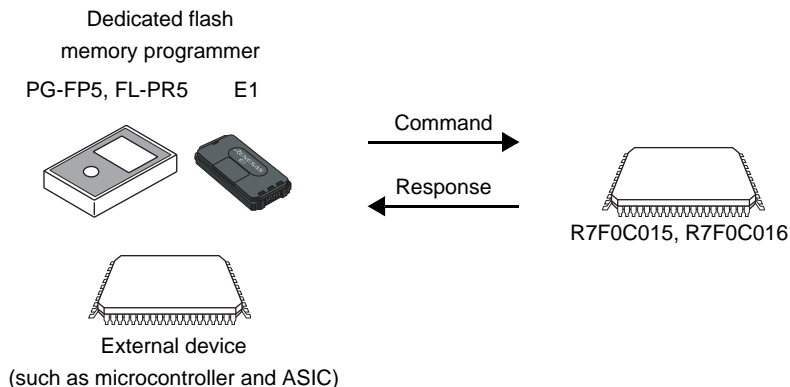 Dedicated flash
memory programmer
PG-FP5, FL-PR5 E1
RENESAS
Command
Response
R7F0C015, R7F0C016
External device
(such as microcontroller and ASIC)